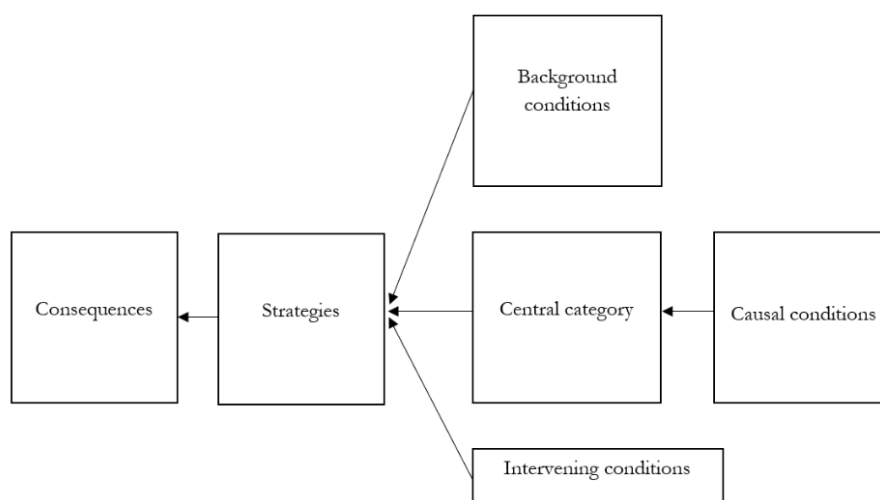 Background
conditions
Consequences
Strategies
Central category
Causal conditions
Intervening conditions